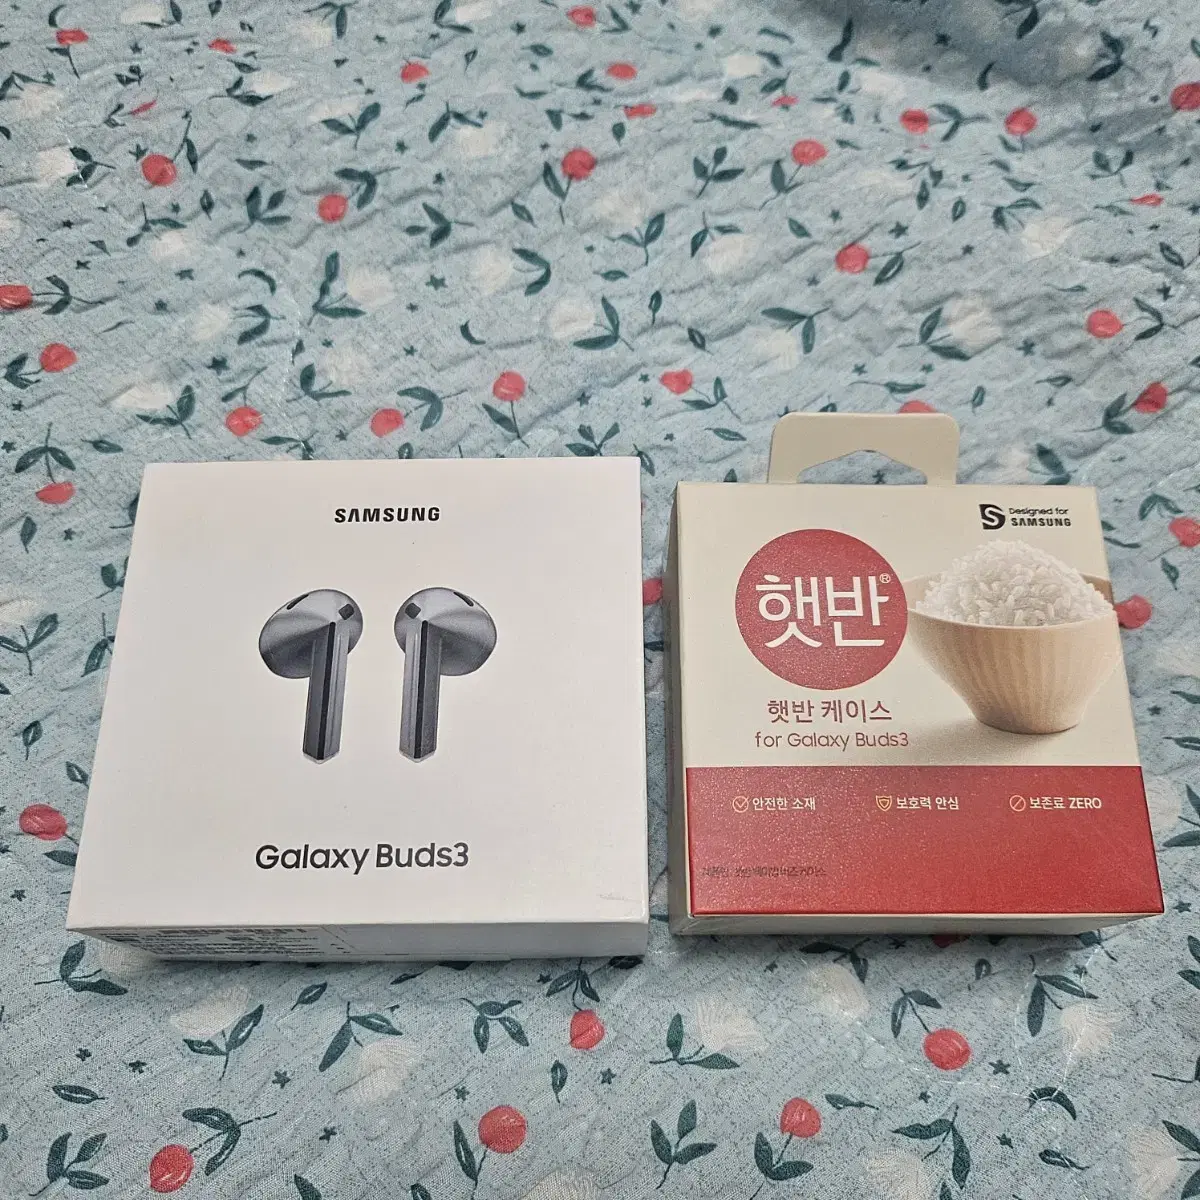 SAMSUNG
Galaxy Buds3
Designed for
SAMSUNG
햇반®
햇반 케이스
for Galaxy Buds3
안전한 소재
보호력 안심
보존료 ZERO